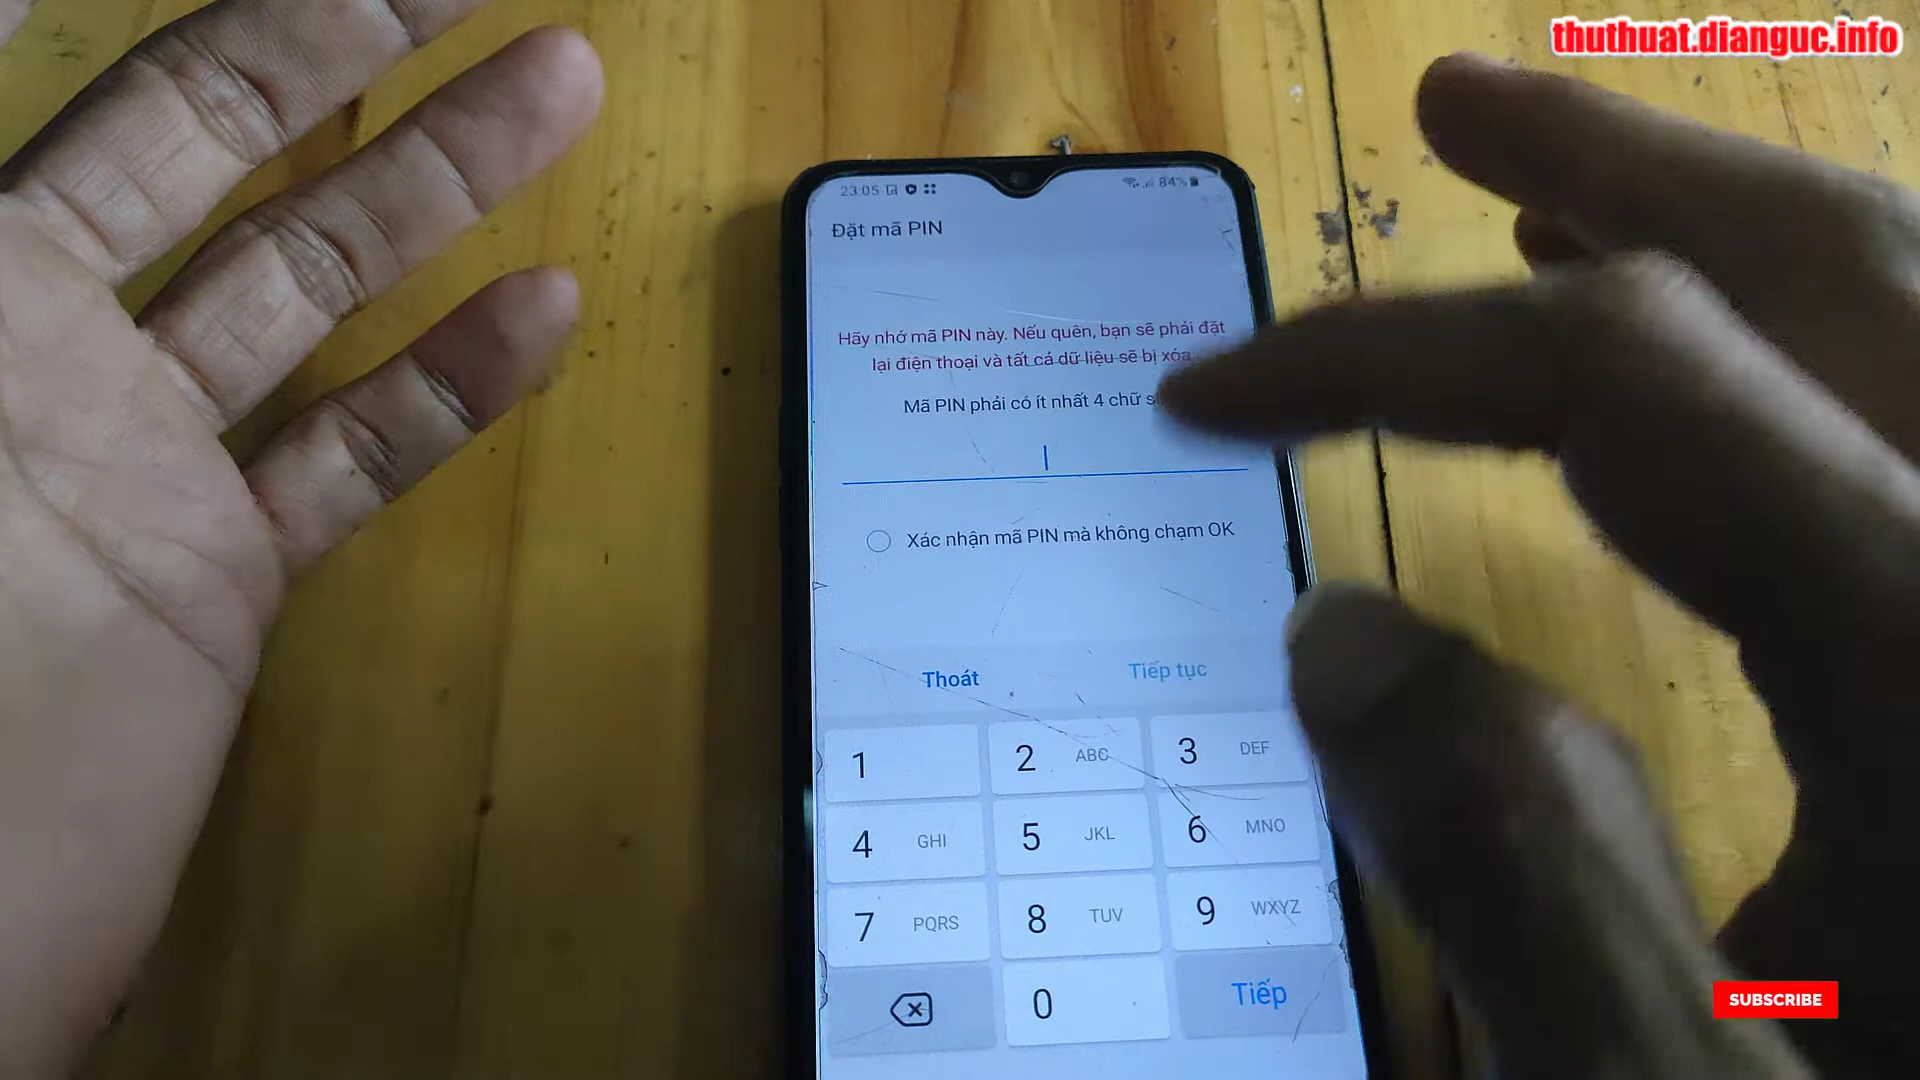 thuthuat.dianguc.info
23:05
84%
Đặt mã PIN
Hãy nhớ mã PIN này. Nếu quên, bạn sẽ phải đặt
lại điện thoại và tất cả dữ liệu sẽ bị xóa
Mã PIN phải có ít nhất 4 chữ s
Xác nhận mã PIN mà không chạm OK
Thoát Tiếp tục
1 2 ABC 3 DEF
4 GHI 5 JKL 6 MNO
7 PQRS 8 TUV 9 WXYZ
0 Tiếp
SUBSCRIBE